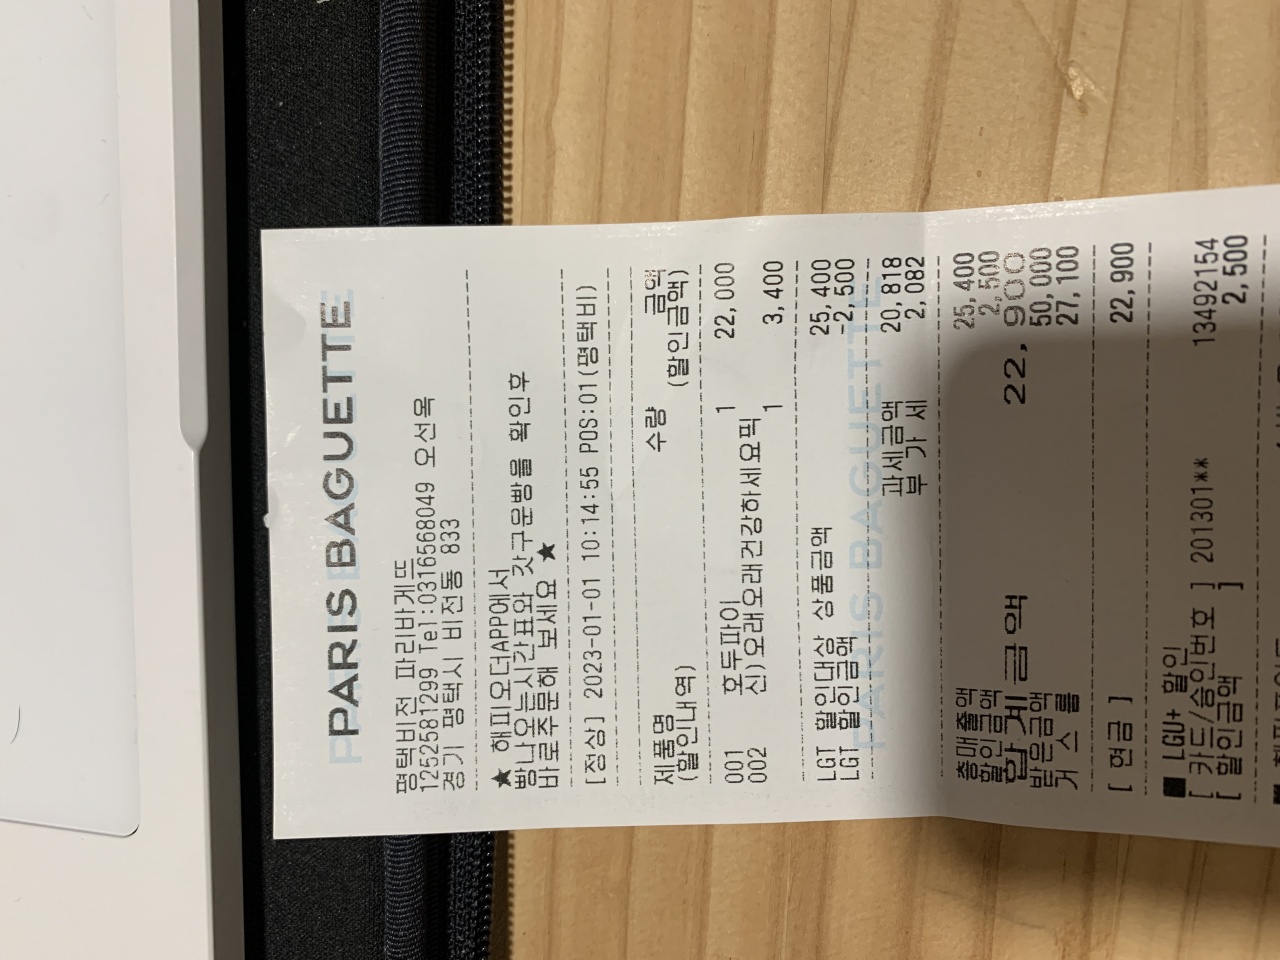 PARIS BAGUETTE
평택비전 파리바게뜨
1252581299 Tel:0316568049 오선옥
경기 평택시 비전동 833
★ 해피오더APP에서
빵나오는시간표와 갓구운빵을 확인후
바로주문해 보세요 ★
[정상] 2023-01-01 10:14:55 POS:01(평택비)
제품명 수량 금액
(할인내역) (할인금액)
001 호두파이 1 22,000
002 신)오래오래건강하세요픽 1 3,400
LGT 할인대상 상품금액 25,400
LGT 할인금액 -2,500
PARIS BAGUETTE
과세금액 20,818
부 가 세 2,082
총매출액 25,400
할인금액 2,500
합계금액 22,900
받은금액 50,000
거 스 름 27,100
[ 현금 ] 22,900
■ LGU+ 할인
[ 카드/승인번호 ] 201301** 13492154
[ 할인금액 ] 2,500